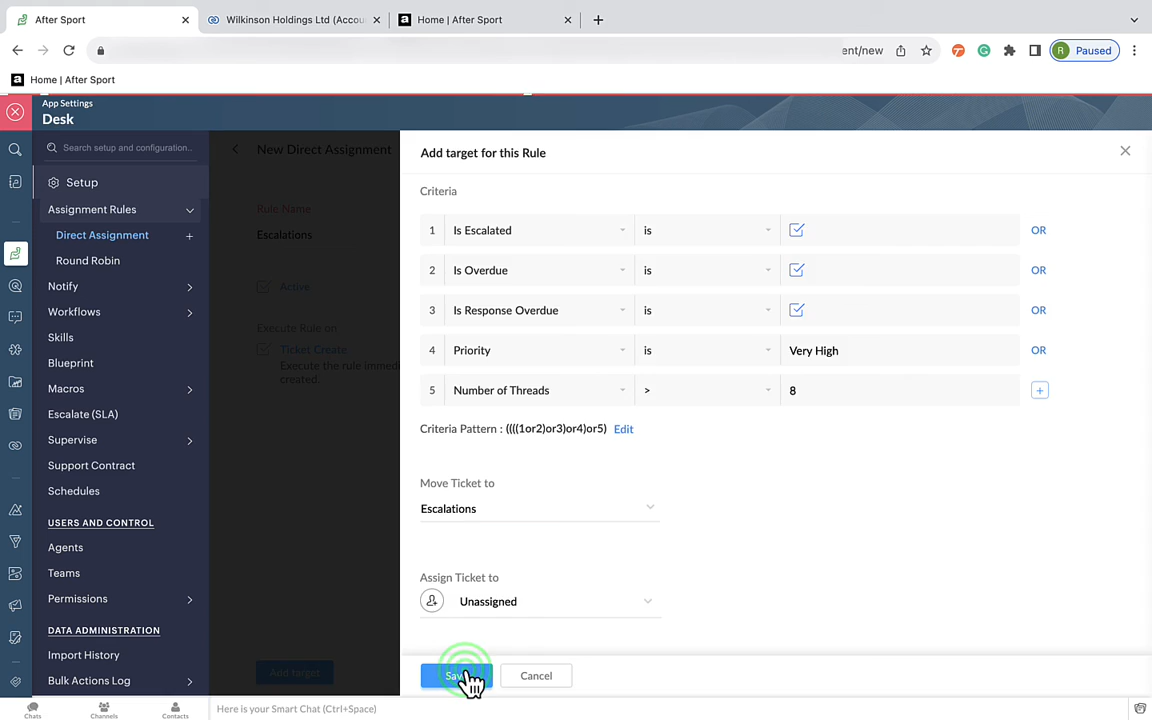 After Sport
Wilkinson Holdings Ltd (Accou
Home | After Sport
ent/new
R
Paused
Home | After Sport
App Settings
Desk
Search setup and configuration..
Setup
Assignment Rules
Direct Assignment
Round Robin
Notify
Workflows
Skills
Blueprint
Macros
Escalate (SLA)
Supervise
Support Contract
Schedules
USERS AND CONTROL
Agents
Teams
Permissions
DATA ADMINISTRATION
Import History
Bulk Actions Log
New Direct Assignment
Rule Name
Escalations
Active
Execute Rule on
Ticket Create
Execute the rule immedi
created.
Add target
Add target for this Rule
Criteria
1 Is Escalated is OR
2 Is Overdue is OR
3 Is Response Overdue is OR
4 Priority is Very High OR
5 Number of Threads > 8
Criteria Pattern : ((((1or2)or3)or4)or5) Edit
Move Ticket to
Escalations
Assign Ticket to
Unassigned
Save
Cancel
Chats
Channels
Contacts
Here is your Smart Chat (Ctrl+Space)